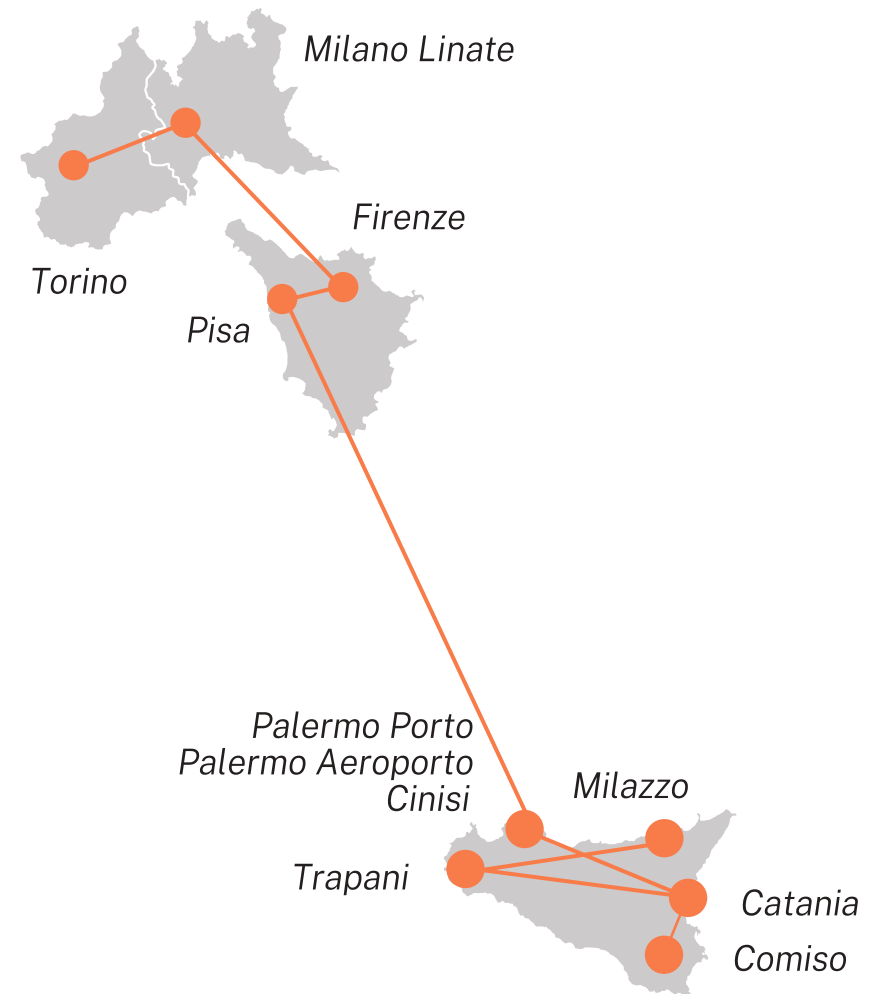 Milano Linate
Firenze
Torino
Pisa
Palermo Porto
Palermo Aeroporto
Cinisi
Milazzo
Trapani
Catania
Comiso